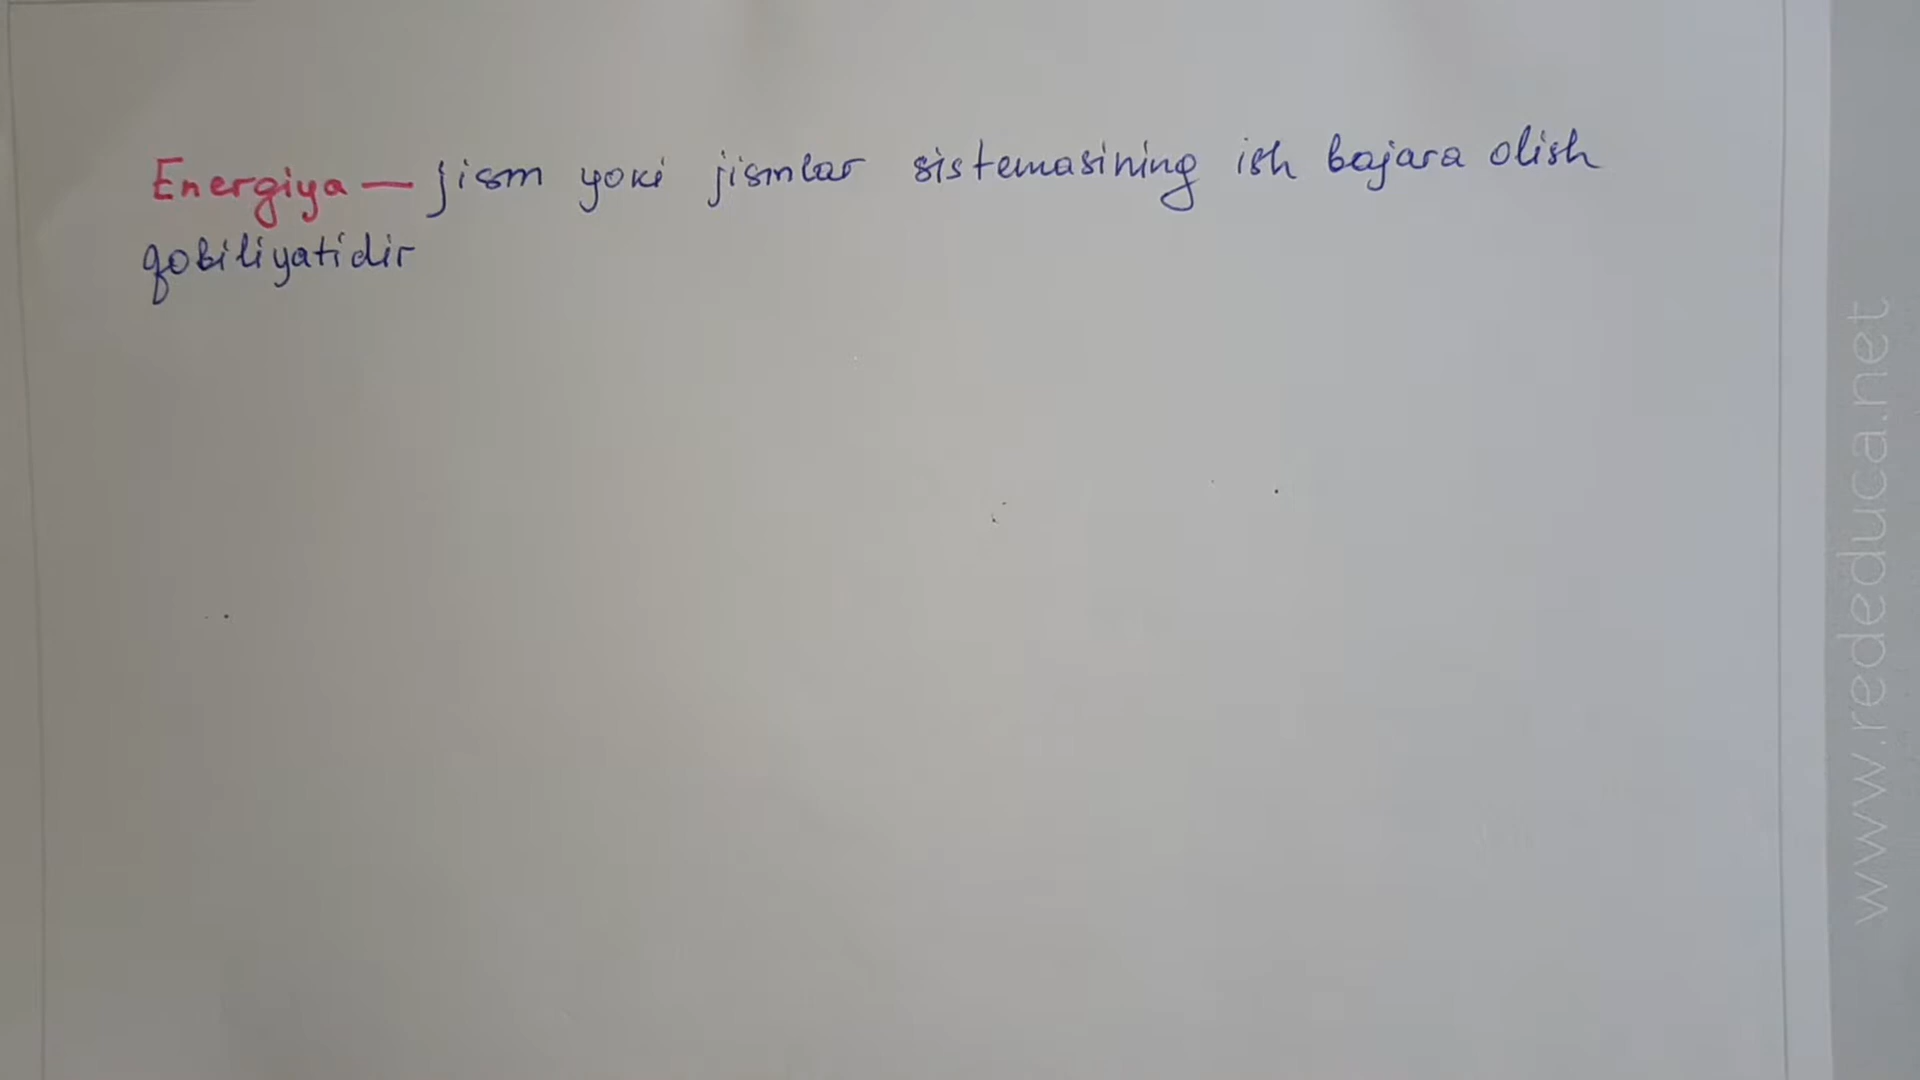 Energiya — jism yoki jismlar sistemasining ish bajara olish
qobiliyatidir
www.rededuca.net